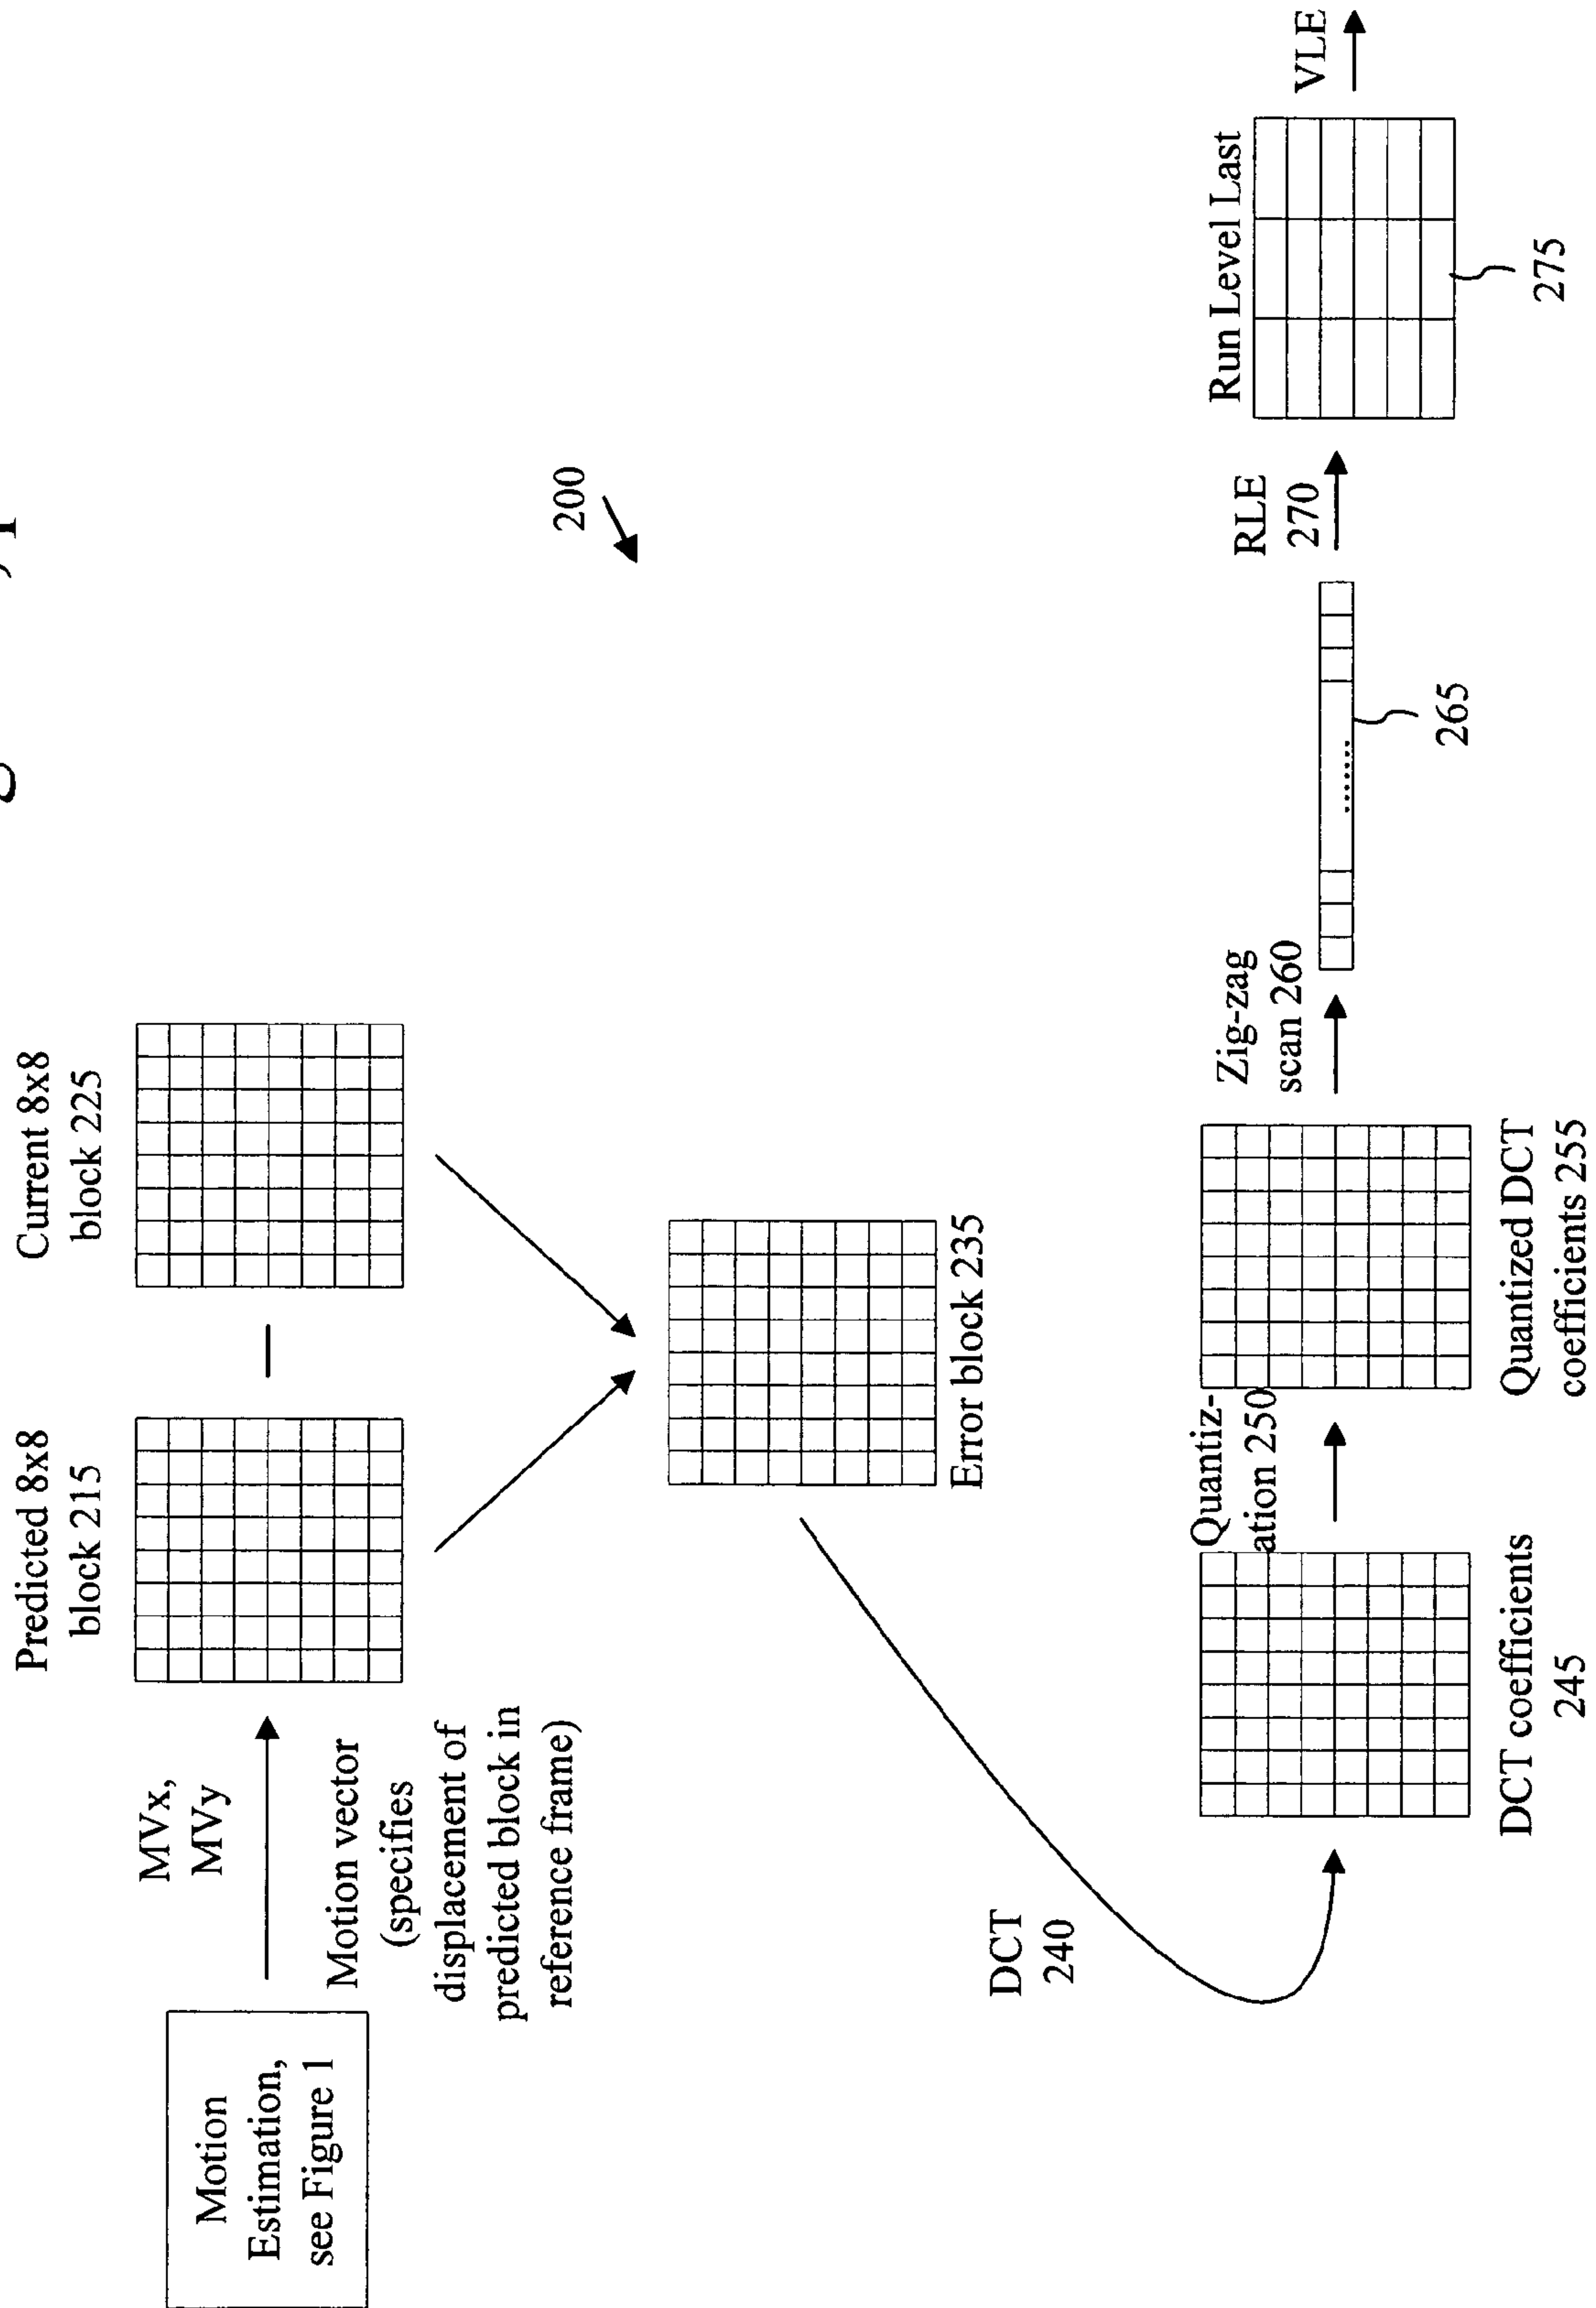 Predicted 8x8
block 215
Current 8x8
block 225
MVx,
MVy
Motion
Estimation,
see Figure 1
Motion vector
(specifies
displacement of
predicted block in
reference frame)
200
Error block 235
DCT
240
Quantiz-
ation 250
Zig-zag
scan 260
RLE
270
Run Level Last
VLE
DCT coefficients
245
Quantized DCT
coefficients 255
265
275